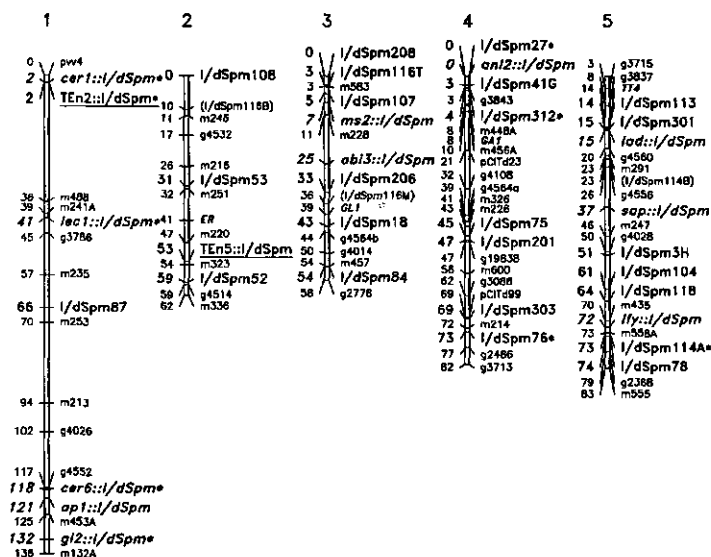 1
0 pw4
2 cer1::I/dSpm*
2 TEn2::I/dSpm*
38 m488
39 m241A
41 lec1::I/dSpm*
45 g3786
57 m235
66 I/dSpm87
70 m253
94 m213
102 g4026
117 g4552
118 cer6::I/dSpm*
121 ap1::I/dSpm
125 m453A
132 gl2::I/dSpm*
138 m132A
2
0 I/dSpm108
10 (I/dSpm116B)
11 m246
17 g4532
26 m216
31 I/dSpm53
32 m251
41 ER
47 m220
53 TEn5::I/dSpm
54 m323
59 I/dSpm52
59 g4514
62 m336
3
0 I/dSpm208
3 I/dSpm116T
3 m583
5 I/dSpm107
7 ms2::I/dSpm
11 m228
25 abi3::I/dSpm
33 I/dSpm206
36 (I/dSpm116M)
39 GL1
43 I/dSpm18
44 g4564b
50 g4014
54 m457
54 I/dSpm84
58 g2778
4
0 I/dSpm27*
0 anl2::I/dSpm
3 I/dSpm41G
3 g3843
4 I/dSpm312*
8 m448A
8 GA1
10 m456A
21 pCITd23
32 g4108
39 g4564a
41 m326
43 m226
45 I/dSpm75
47 I/dSpm201
47 g19838
58 m600
62 g3088
69 pCITd99
69 I/dSpm303
72 m214
73 I/dSpm76*
77 g2486
82 g3713
5
3 g3715
8 g3837
14 TT4
14 I/dSpm113
15 I/dSpm301
15 lad::I/dSpm
20 g4560
23 m291
23 (I/dSpm114B)
26 g4556
37 sap::I/dSpm
46 m247
50 g4028
51 I/dSpm3H
61 I/dSpm104
64 I/dSpm118
70 m435
72 lfy::I/dSpm
73 m558A
73 I/dSpm114A*
74 I/dSpm78
79 g2368
83 m555